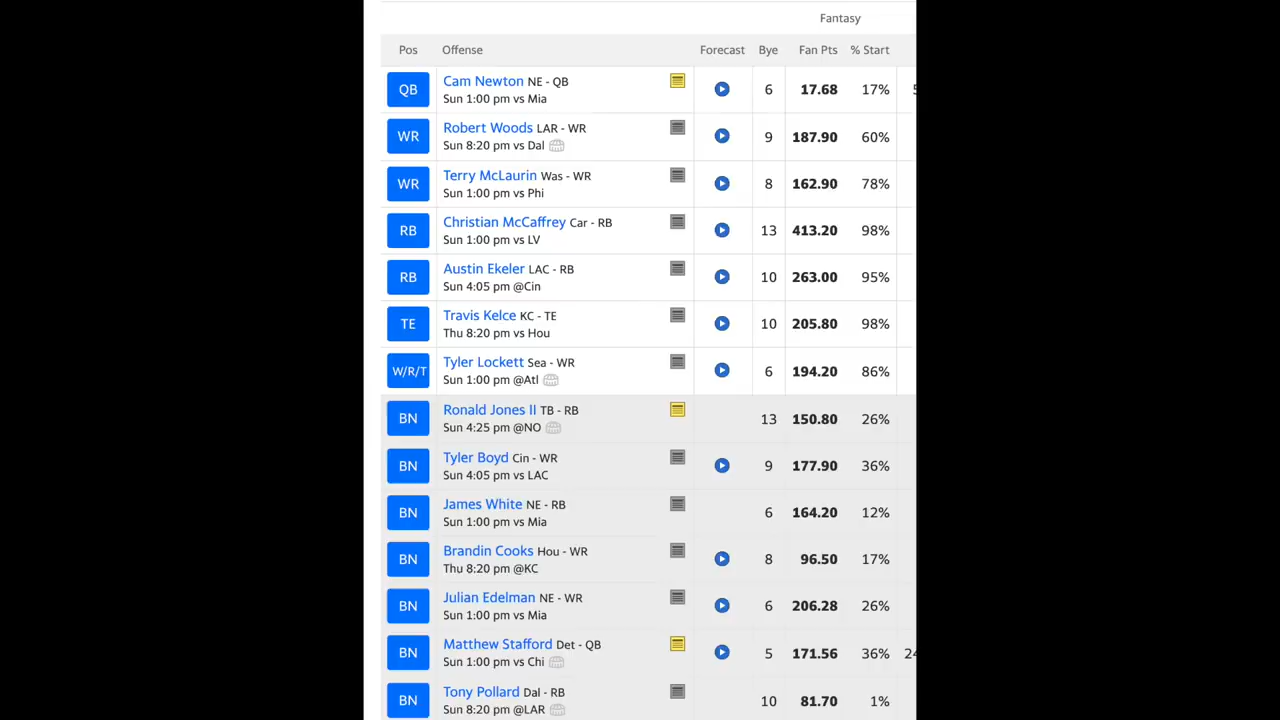 Fantasy
Pos Offense Forecast Bye Fan Pts % Start
QB Cam Newton NE - QB 6 17.68 17%
Sun 1:00 pm vs Mia
WR Robert Woods LAR - WR 9 187.90 60%
Sun 8:20 pm vs Dal
WR Terry McLaurin Was - WR 8 162.90 78%
Sun 1:00 pm vs Phi
RB Christian McCaffrey Car - RB 13 413.20 98%
Sun 1:00 pm vs LV
RB Austin Ekeler LAC - RB 10 263.00 95%
Sun 4:05 pm @Cin
TE Travis Kelce KC - TE 10 205.80 98%
Thu 8:20 pm vs Hou
W/R/T Tyler Lockett Sea - WR 6 194.20 86%
Sun 1:00 pm @Atl
BN Ronald Jones II TB - RB 13 150.80 26%
Sun 4:25 pm @NO
BN Tyler Boyd Cin - WR 9 177.90 36%
Sun 4:05 pm vs LAC
BN James White NE - RB 6 164.20 12%
Sun 1:00 pm vs Mia
BN Brandin Cooks Hou - WR 8 96.50 17%
Thu 8:20 pm @KC
BN Julian Edelman NE - WR 6 206.28 26%
Sun 1:00 pm vs Mia
BN Matthew Stafford Det - QB 5 171.56 36%
Sun 1:00 pm vs Chi
BN Tony Pollard Dal - RB 10 81.70 1%
Sun 8:20 pm @LAR